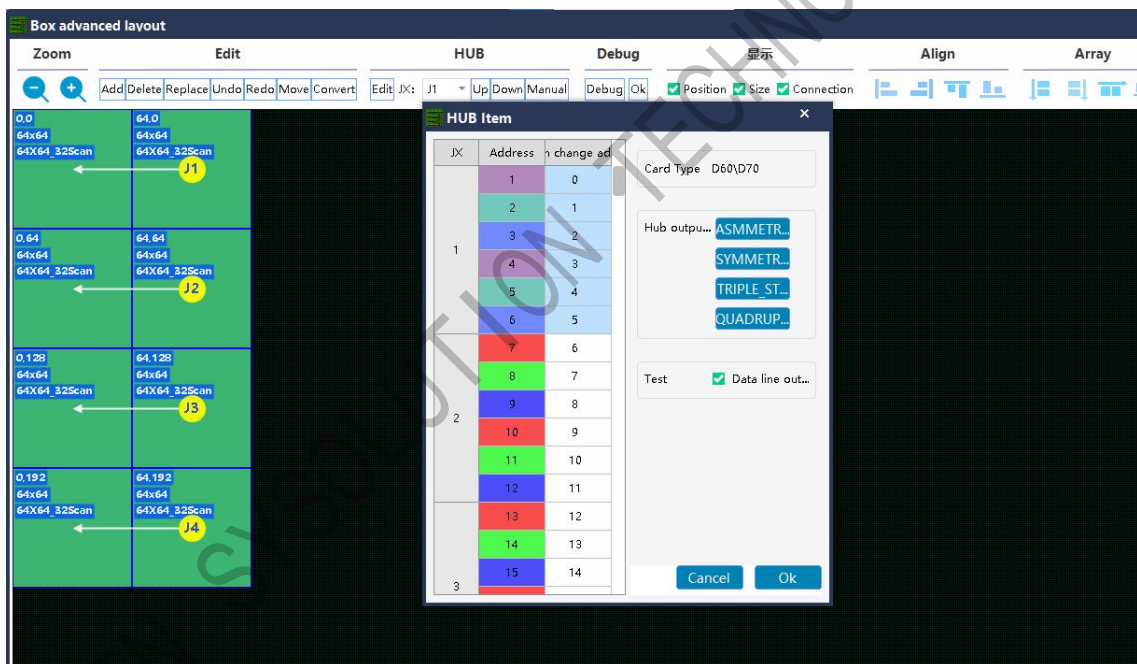 Box advanced layout
Zoom Edit HUB Debug 显示 Align Array
Add Delete Replace Undo Redo Move Convert Edit JX: J1 Up Down Manual Debug Ok Position Size Connection
0,0 64,0
64x64 64x64
64X64_32Scan 64X64_32Scan
J1
0,64 64,64
64x64 64x64
64X64_32Scan 64X64_32Scan
J2
0,128 64,128
64x64 64x64
64X64_32Scan 64X64_32Scan
J3
0,192 64,192
64x64 64x64
64X64_32Scan 64X64_32Scan
J4
HUB Item ×
JX Address n change ad
1 0
2 1
3 2
1
4 3
5 4
6 5
7 6
8 7
9 8
2
10 9
11 10
12 11
13 12
14 13
15 14
3
Card Type D60\D70
Hub outpu... ASMMETR...
SYMMETR...
TRIPLE_ST...
QUADRUP...
Test Data line out...
Cancel Ok
SYSOLUTION TECHNO